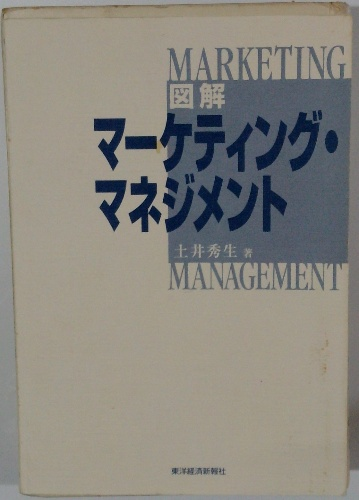 MARKETING
図解
マーケティング・
マネジメント
土井秀生 著
MANAGEMENT
東洋経済新報社